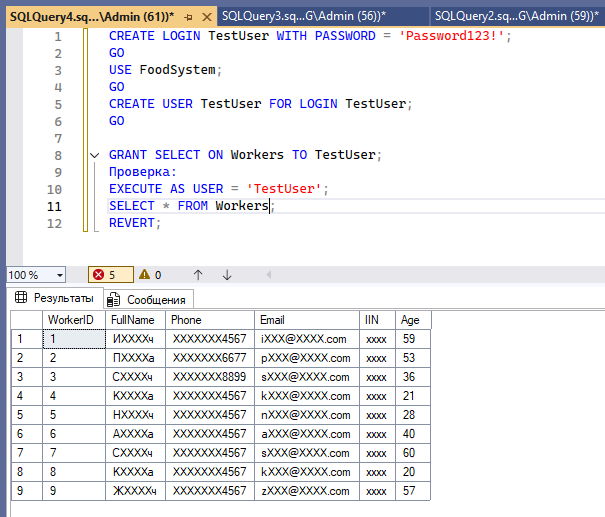 SQLQuery4.sq...\Admin (61))* SQLQuery3.sq...G\Admin (56))* SQLQuery2.sq...G\Admin (59))*
1 CREATE LOGIN TestUser WITH PASSWORD = 'Password123!';
2 GO
3 USE FoodSystem;
4 GO
5 CREATE USER TestUser FOR LOGIN TestUser;
6 GO
7
8 GRANT SELECT ON Workers TO TestUser;
9 Проверка:
10 EXECUTE AS USER = 'TestUser';
11 SELECT * FROM Workers;
12 REVERT;
100 % 5 0
Результаты Сообщения
WorkerID FullName Phone Email IIN Age
1 1 ИXXXXч XXXXXXX4567 iXXX@XXXX.com xxxx 59
2 2 ПXXXXа XXXXXXX6677 pXXX@XXXX.com xxxx 53
3 3 СXXXXч XXXXXXX8899 sXXX@XXXX.com xxxx 36
4 4 КXXXXа XXXXXXX4567 kXXX@XXXX.com xxxx 21
5 5 НXXXXч XXXXXXX4567 nXXX@XXXX.com xxxx 28
6 6 АXXXXа XXXXXXX4567 aXXX@XXXX.com xxxx 40
7 7 СXXXXч XXXXXXX4567 sXXX@XXXX.com xxxx 60
8 8 КXXXXа XXXXXXX4567 kXXX@XXXX.com xxxx 20
9 9 ЖXXXXч XXXXXXX4567 zXXX@XXXX.com xxxx 57